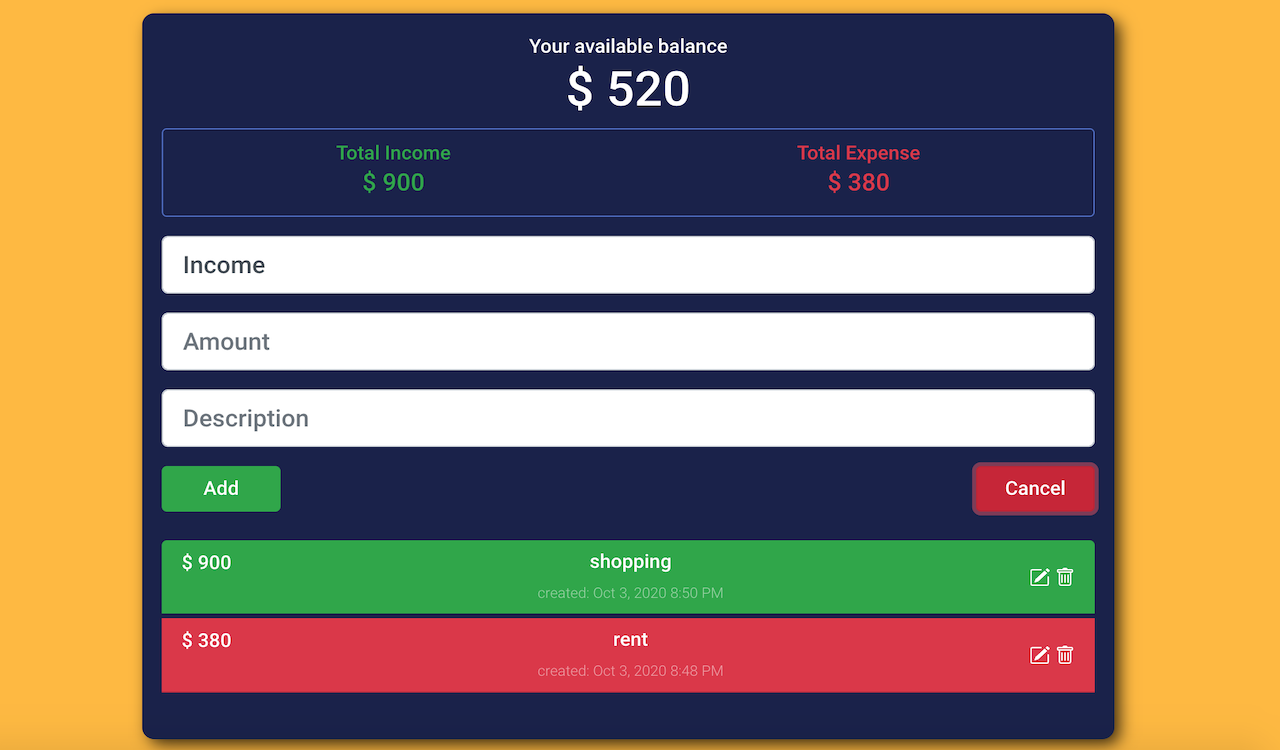 Your available balance
$ 520
Total Income
$ 900
Total Expense
$ 380
Income
Amount
Description
Add
Cancel
$ 900
shopping
created: Oct 3, 2020 8:50 PM
$ 380
rent
created: Oct 3, 2020 8:48 PM